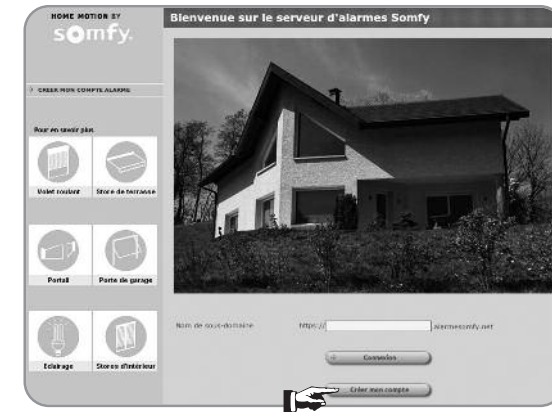 HOME MOTION BY
somfy.
Bienvenue sur le serveur d'alarmes Somfy
CREER MON COMPTE ALARME
Pour en savoir plus
Volet roulant
Store de terrasse
Portail
Porte de garage
Eclairage
Stores d'intérieur
Nom de sous-domaine
https://
.alarmesomfy.net
Connexion
Créer mon compte